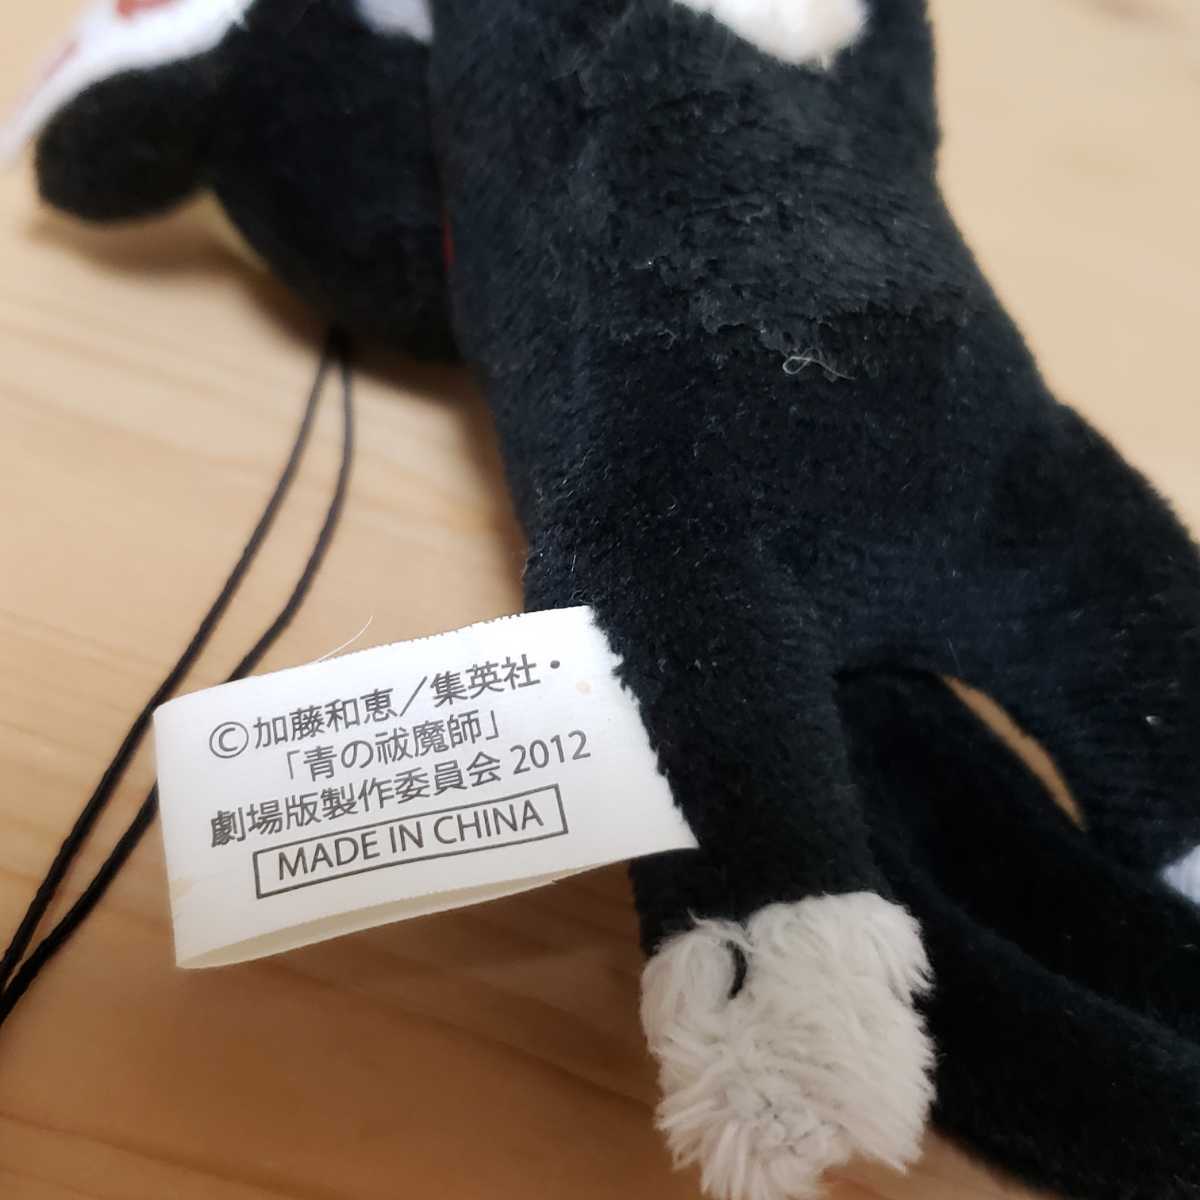 ©加藤和恵／集英社・
「青の祓魔師」
劇場版製作委員会 2012
MADE IN CHINA